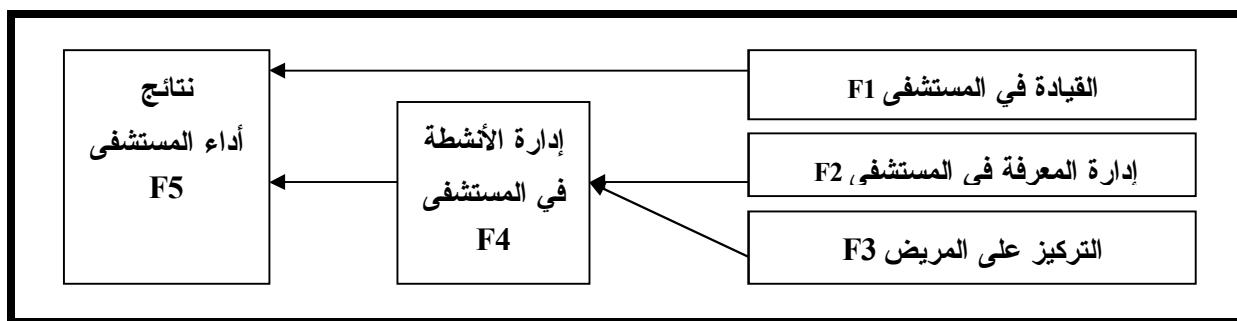 القيادة في المستشفى F1
إدارة المعرفة في المستشفى F2
التركيز على المريض F3
إدارة الأنشطة
في المستشفى
F4
نتائج
أداء المستشفى
F5